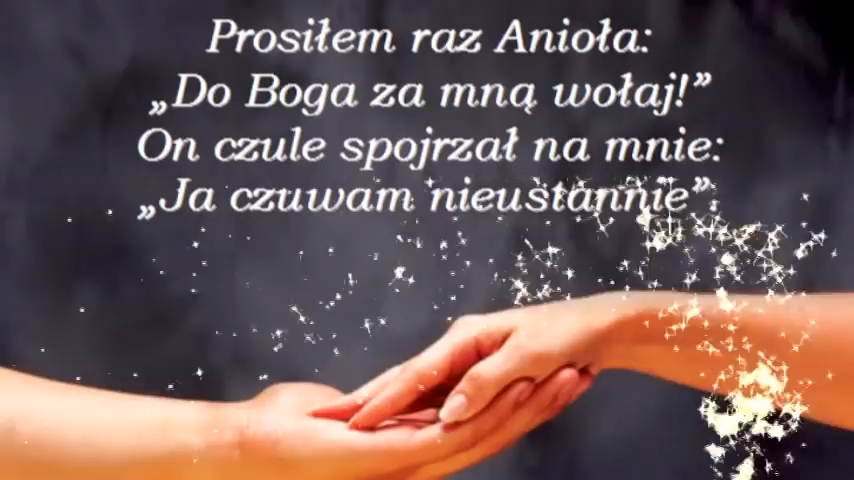 Prosiłem raz Anioła:
„Do Boga za mną wołaj!”
On czule spojrzał na mnie:
„Ja czuwam nieustannie”.